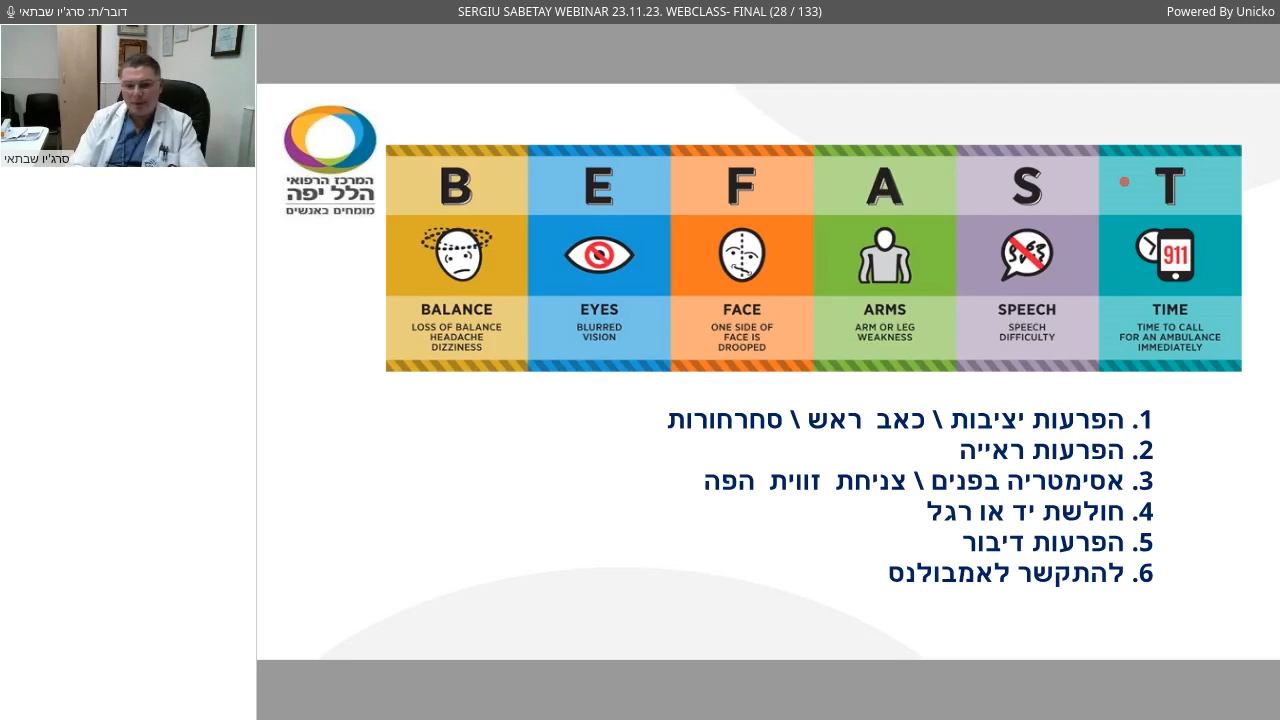 דובר/ת: סרג'יו שבתאי
SERGIU SABETAY WEBINAR 23.11.23. WEBCLASS- FINAL (28 / 133)
Powered By Unicko
סרג'יו שבתאי
המרכז הרפואי
הלל יפה
מומחים באנשים
B E F A S T
911
BALANCE
LOSS OF BALANCE
HEADACHE
DIZZINESS
EYES
BLURRED
VISION
FACE
ONE SIDE OF
FACE IS
DROOPED
ARMS
ARM OR LEG
WEAKNESS
SPEECH
SPEECH
DIFFICULTY
TIME
TIME TO CALL
FOR AN AMBULANCE
IMMEDIATELY
1. הפרעות יציבות \ כאב ראש \ סחרחורות
2. הפרעות ראייה
3. אסימטריה בפנים \ צניחת זווית הפה
4. חולשת יד או רגל
5. הפרעות דיבור
6. להתקשר לאמבולנס